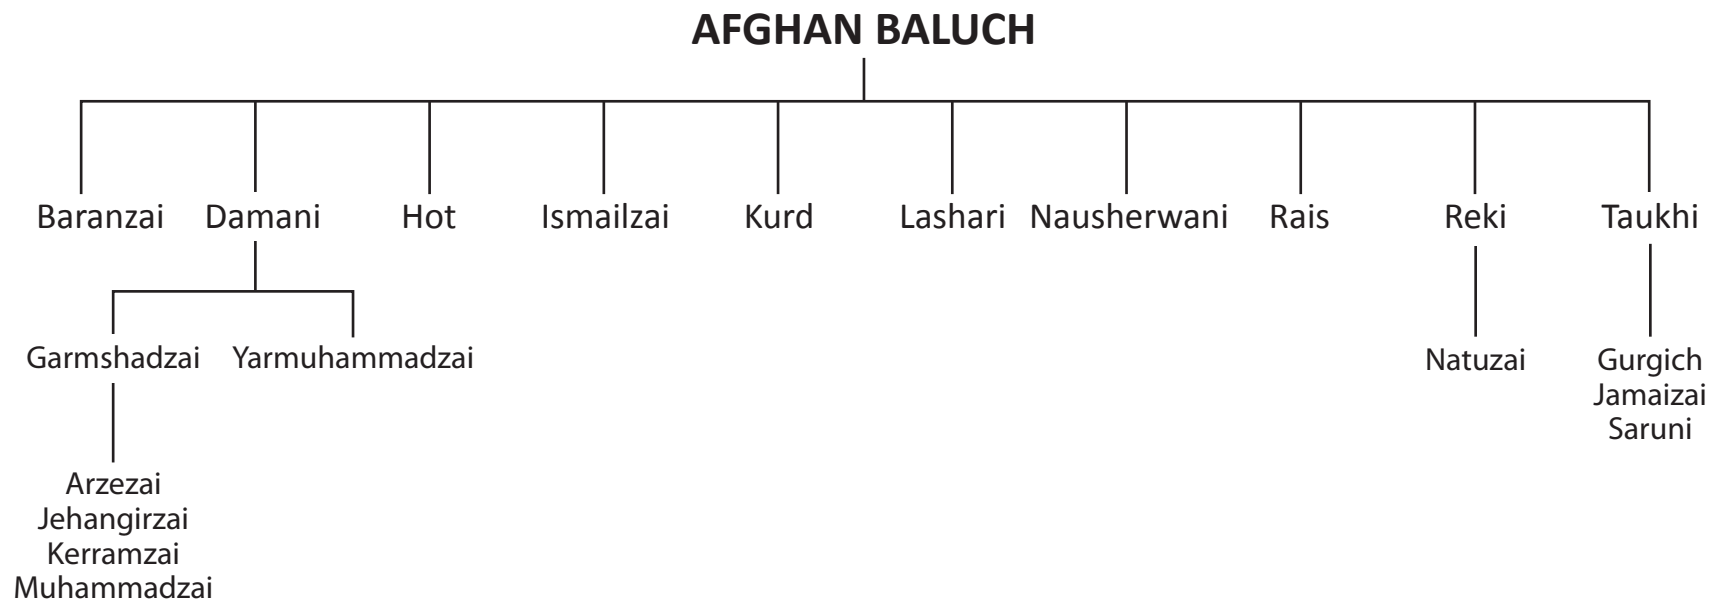 AFGHAN BALUCH
Baranzai Damani Hot Ismailzai Kurd Lashari Nausherwani Rais Reki Taukhi
Garmshadzai Yarmuhammadzai Natuzai Gurgich
Jamaizai
Saruni
Arzezai
Jehangirzai
Kerramzai
Muhammadzai